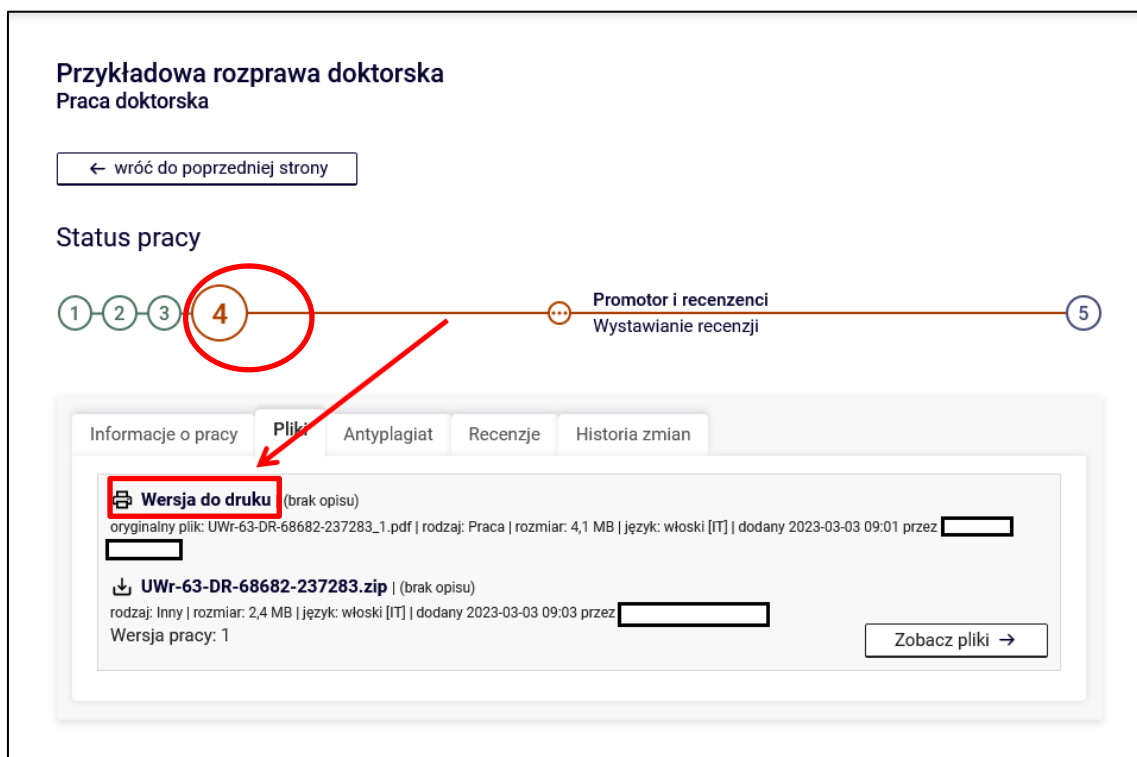 Przykładowa rozprawa doktorska
Praca doktorska
← wróć do poprzedniej strony
Status pracy
1 2 3 4 Promotor i recenzenci 5
Wystawianie recenzji
Informacje o pracy Pliki Antyplagiat Recenzje Historia zmian
Wersja do druku | (brak opisu)
oryginalny plik: UWr-63-DR-68682-237283_1.pdf | rodzaj: Praca | rozmiar: 4,1 MB | język: włoski [IT] | dodany 2023-03-03 09:01 przez
UWr-63-DR-68682-237283.zip | (brak opisu)
rodzaj: Inny | rozmiar: 2,4 MB | język: włoski [IT] | dodany 2023-03-03 09:03 przez
Wersja pracy: 1
Zobacz pliki →